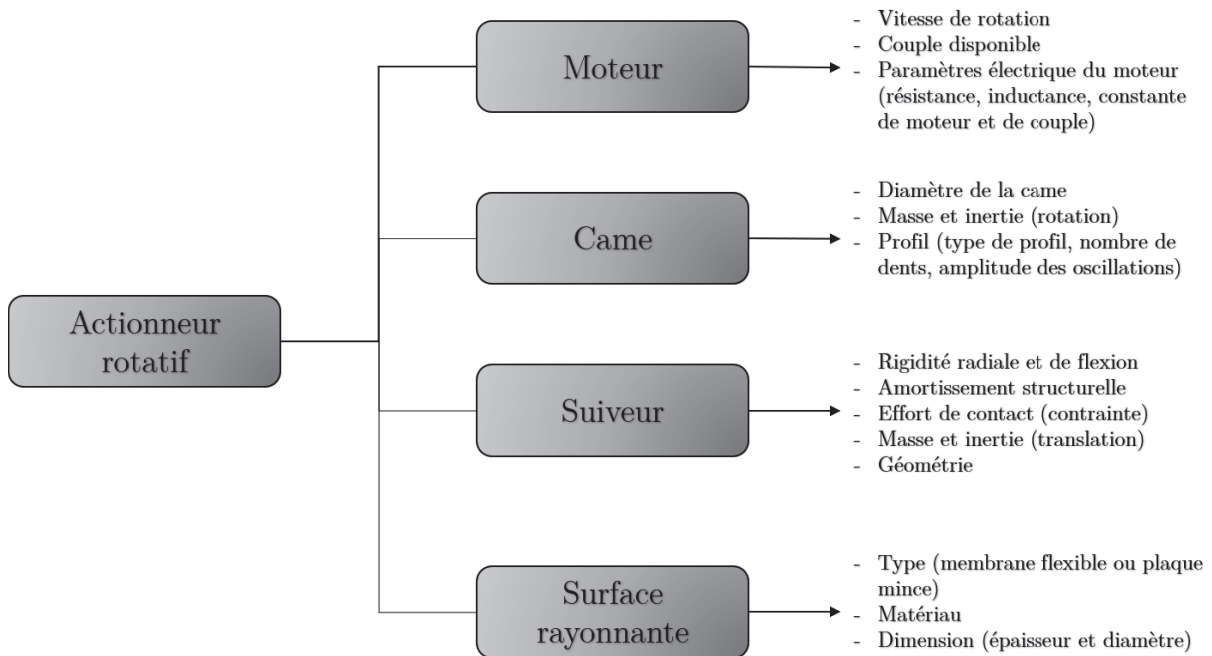 Actionneur
rotatif
Moteur
- Vitesse de rotation
- Couple disponible
- Paramètres électrique du moteur
(résistance, inductance, constante
de moteur et de couple)
Came
- Diamètre de la came
- Masse et inertie (rotation)
- Profil (type de profil, nombre de
dents, amplitude des oscillations)
Suiveur
- Rigidité radiale et de flexion
- Amortissement structurelle
- Effort de contact (contrainte)
- Masse et inertie (translation)
- Géométrie
Surface
rayonnante
- Type (membrane flexible ou plaque
mince)
- Matériau
- Dimension (épaisseur et diamètre)